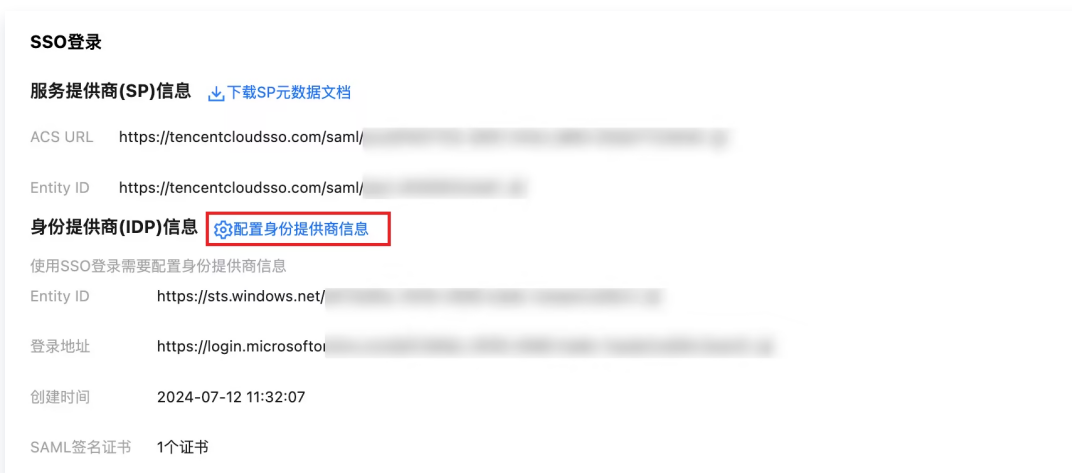 SSO登录
服务提供商(SP)信息 下载SP元数据文档
ACS URL https://tencentcloudsso.com/saml/
Entity ID https://tencentcloudsso.com/saml/
身份提供商(IDP)信息 配置身份提供商信息
使用SSO登录需要配置身份提供商信息
Entity ID https://sts.windows.net/
登录地址 https://login.microsofto
创建时间 2024-07-12 11:32:07
SAML签名证书 1个证书